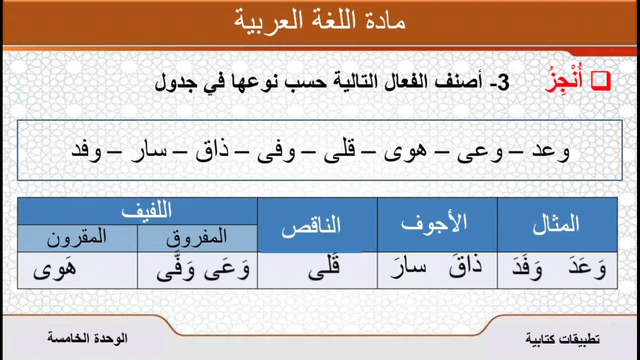 مادة اللغة العربية
أُنْجِزُ 3- أصنف الفعال التالية حسب نوعها في جدول
وعد – وعى – هوى – قلى – وفى – ذاق – سار – وفد
المثال الأجوف الناقص اللفيف
المفروق المقرون
وَعَدَ وَفَدَ ذاقَ سارَ قَلى وَعَى وَفَّى هَوى
تطبيقات كتابية الوحدة الخامسة